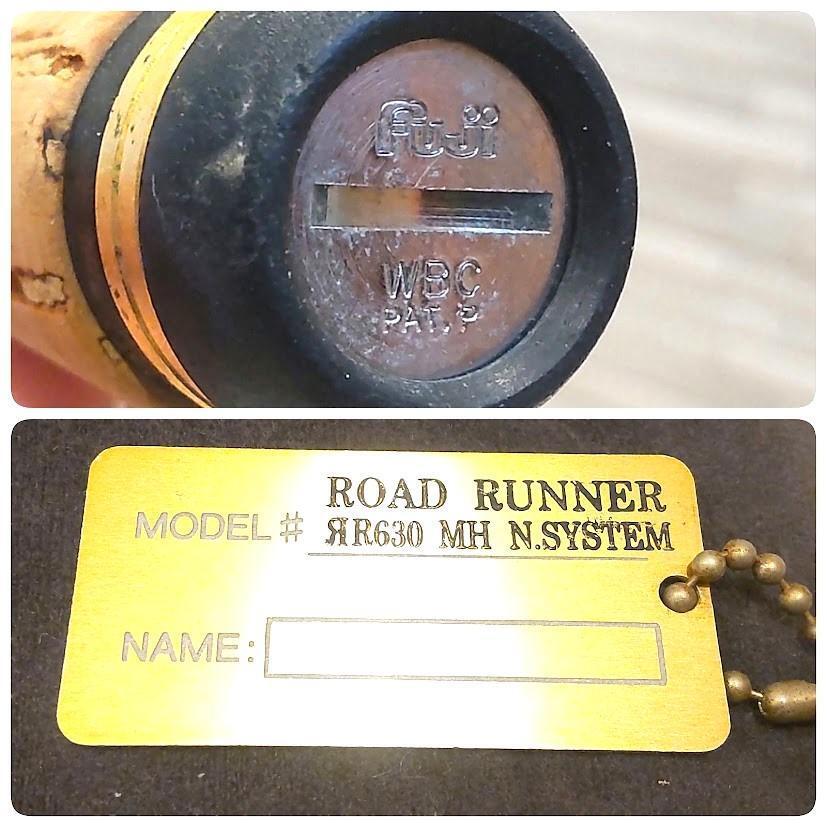 Fuji
WBC
PAT. P
ROAD RUNNER
MODEL # ЯR630 MH N.SYSTEM
NAME: